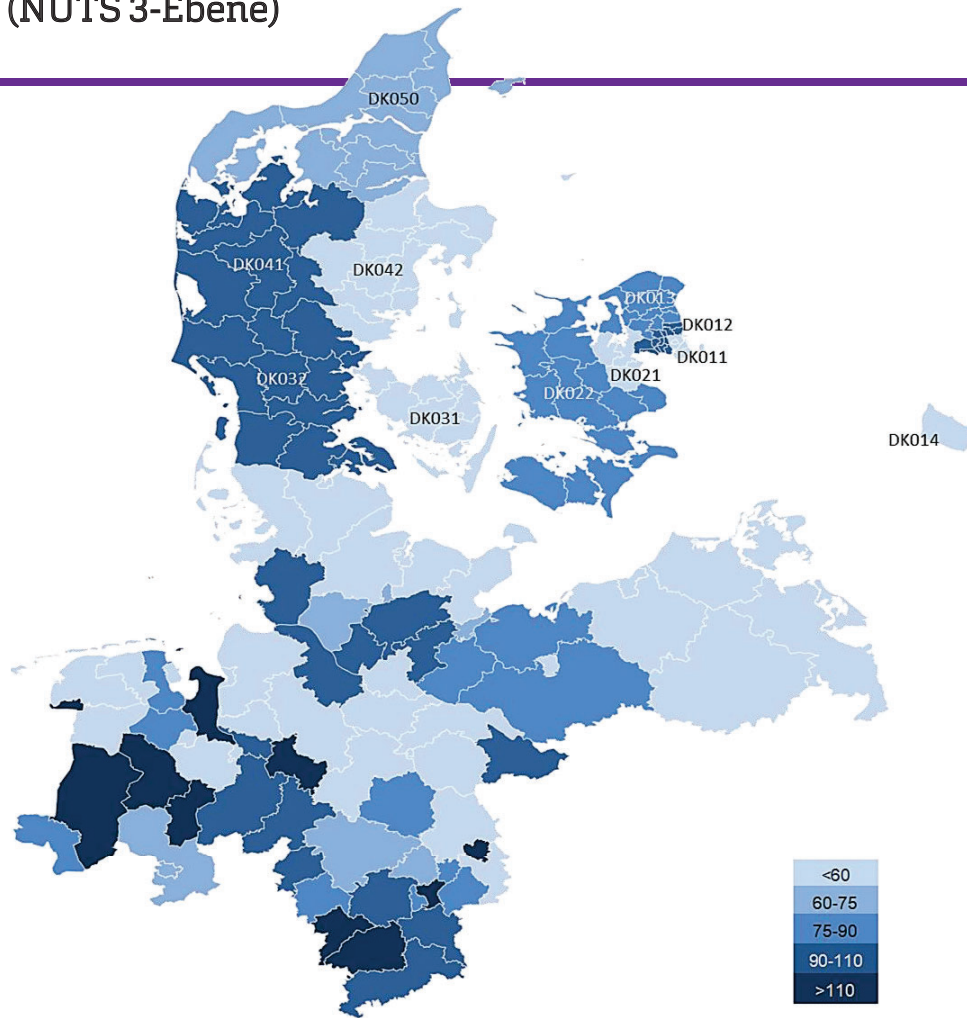 (NUTS 3-Ebene)
DK050
DK041
DK042
DK013
DK012
DK011
DK032
DK021
DK022
DK031
DK014
<60
60-75
75-90
90-110
>110